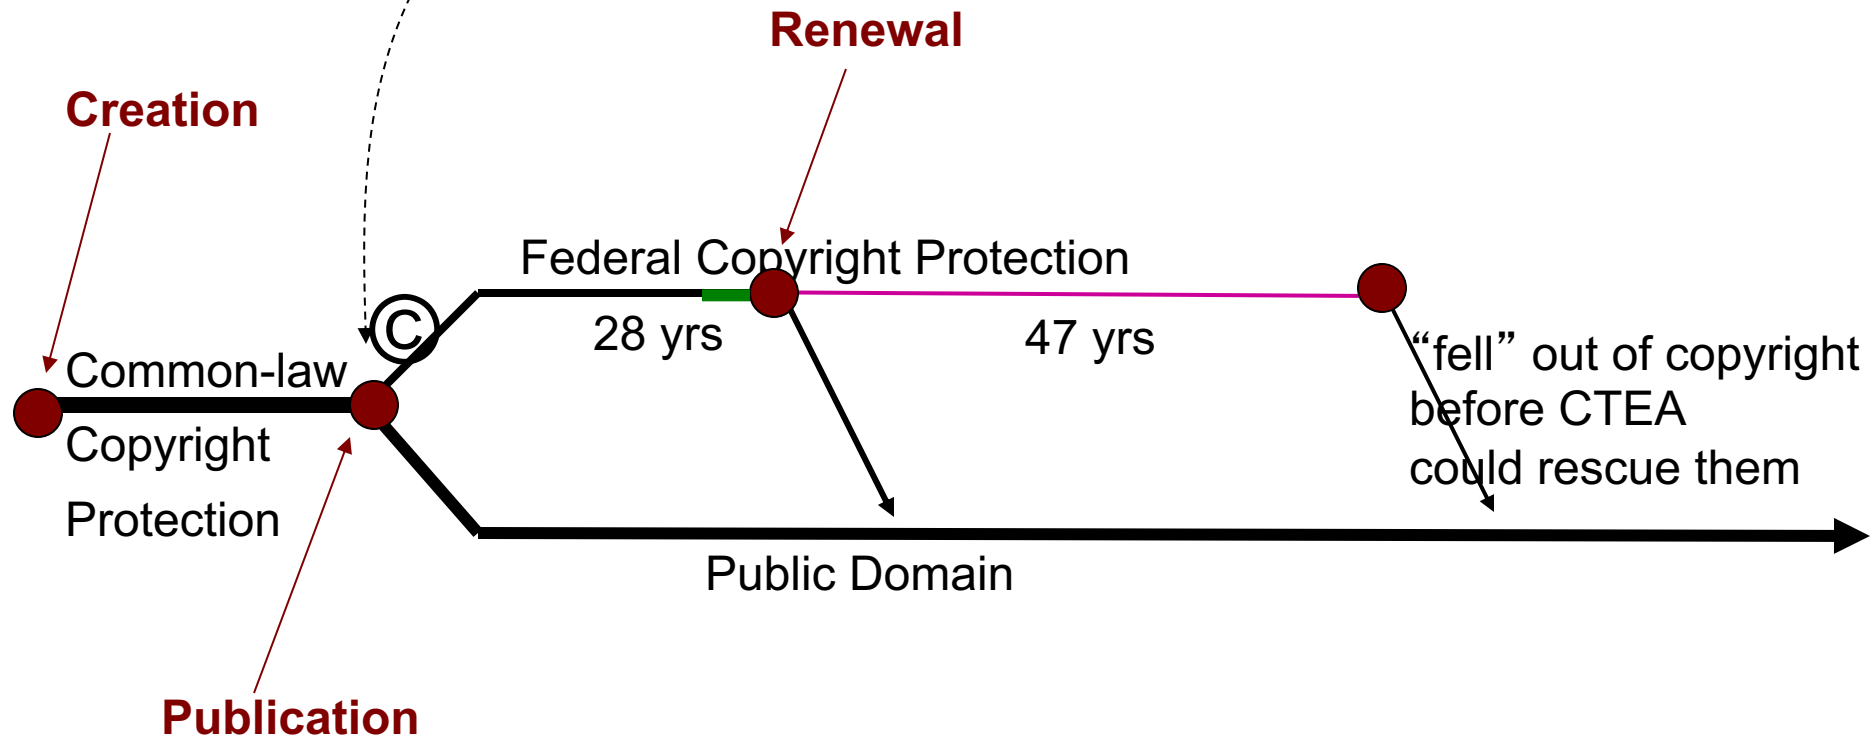 Renewal
Creation
Federal Copyright Protection
©
28 yrs
47 yrs
“fell” out of copyright
before CTEA
could rescue them
Common-law
Copyright
Protection
Public Domain
Publication